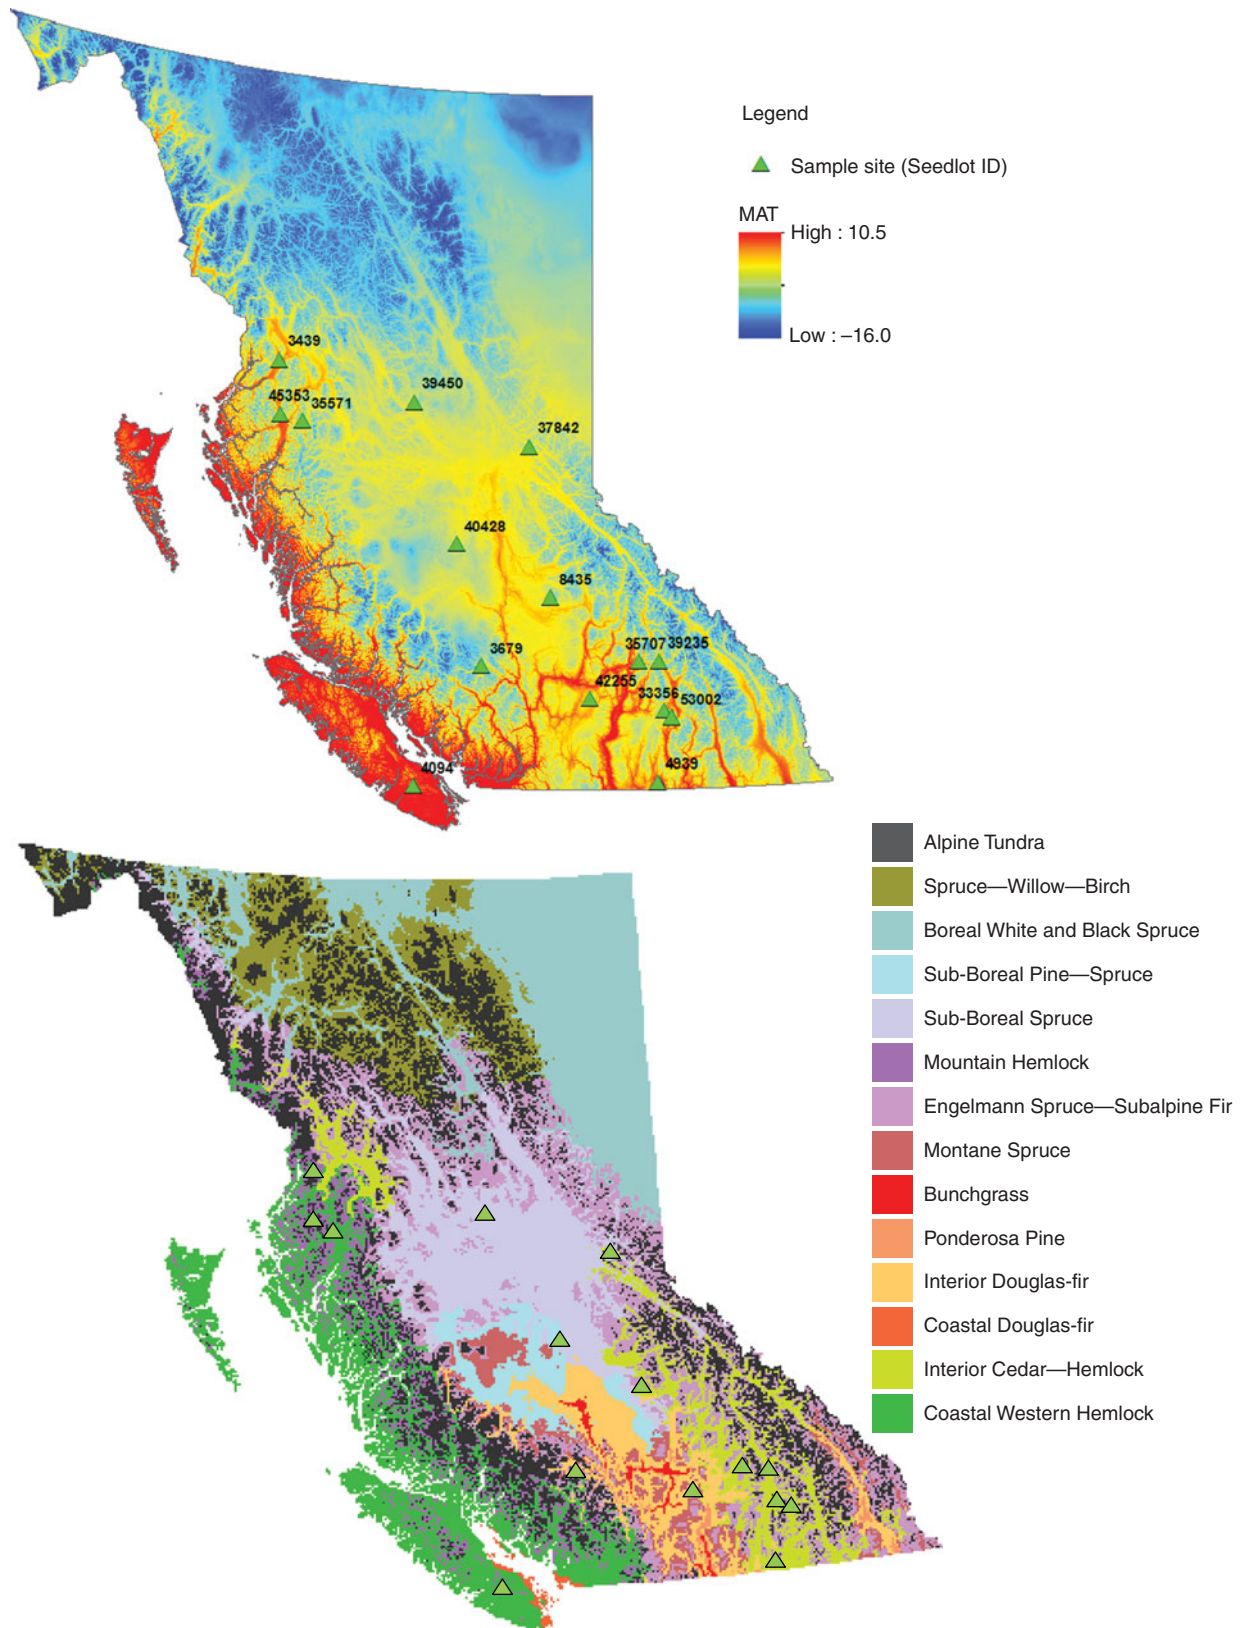 Legend
Sample site (Seedlot ID)
MAT
High : 10.5
Low : –16.0
3439
45353
35571
39450
37842
40428
8435
3679
35707
39235
42255
33356
53002
4094
4939
Alpine Tundra
Spruce—Willow—Birch
Boreal White and Black Spruce
Sub-Boreal Pine—Spruce
Sub-Boreal Spruce
Mountain Hemlock
Engelmann Spruce—Subalpine Fir
Montane Spruce
Bunchgrass
Ponderosa Pine
Interior Douglas-fir
Coastal Douglas-fir
Interior Cedar—Hemlock
Coastal Western Hemlock